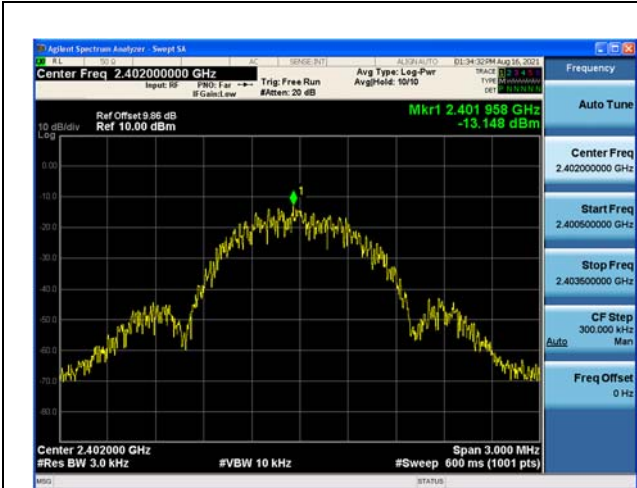 Agilent Spectrum Analyzer - Swept SA
RL 50 Ω AC SENSE:INT ALIGN AUTO 01:34:32 PM Aug 16, 2021
Center Freq 2.402000000 GHz
Input: RF PNO: Far Trig: Free Run
IFGain:Low #Atten: 20 dB
Avg Type: Log-Pwr
Avg|Hold: 10/10
TRACE 1 2 3 4 5 6
TYPE
DET P N N N N N
Ref Offset 9.86 dB
10 dB/div Ref 10.00 dBm
Log
Mkr1 2.401 958 GHz
-13.148 dBm
1
0.00
-10.0
-20.0
-30.0
-40.0
-50.0
-60.0
-70.0
-80.0
Center 2.402000 GHz Span 3.000 MHz
#Res BW 3.0 kHz #VBW 10 kHz #Sweep 600 ms (1001 pts)
MSG STATUS
Frequency
Auto Tune
Center Freq
2.402000000 GHz
Start Freq
2.400500000 GHz
Stop Freq
2.403500000 GHz
CF Step
300.000 kHz
Auto Man
Freq Offset
0 Hz